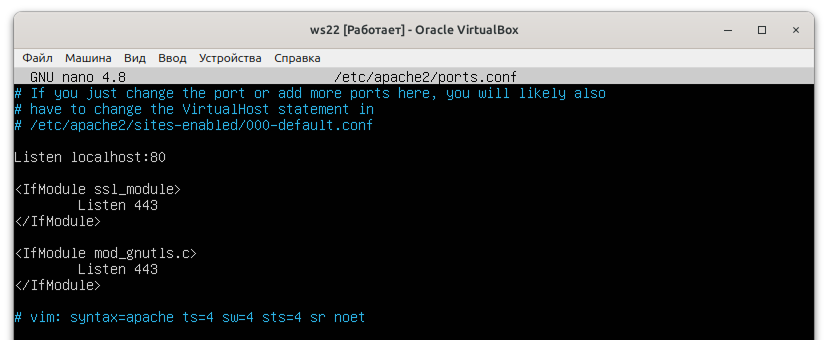 ws22 [Работает] - Oracle VirtualBox
Файл Машина Вид Ввод Устройства Справка
GNU nano 4.8 /etc/apache2/ports.conf
# If you just change the port or add more ports here, you will likely also
# have to change the VirtualHost statement in
# /etc/apache2/sites-enabled/000-default.conf
Listen localhost:80
<IfModule ssl_module>
Listen 443
</IfModule>
<IfModule mod_gnutls.c>
Listen 443
</IfModule>
# vim: syntax=apache ts=4 sw=4 sts=4 sr noet